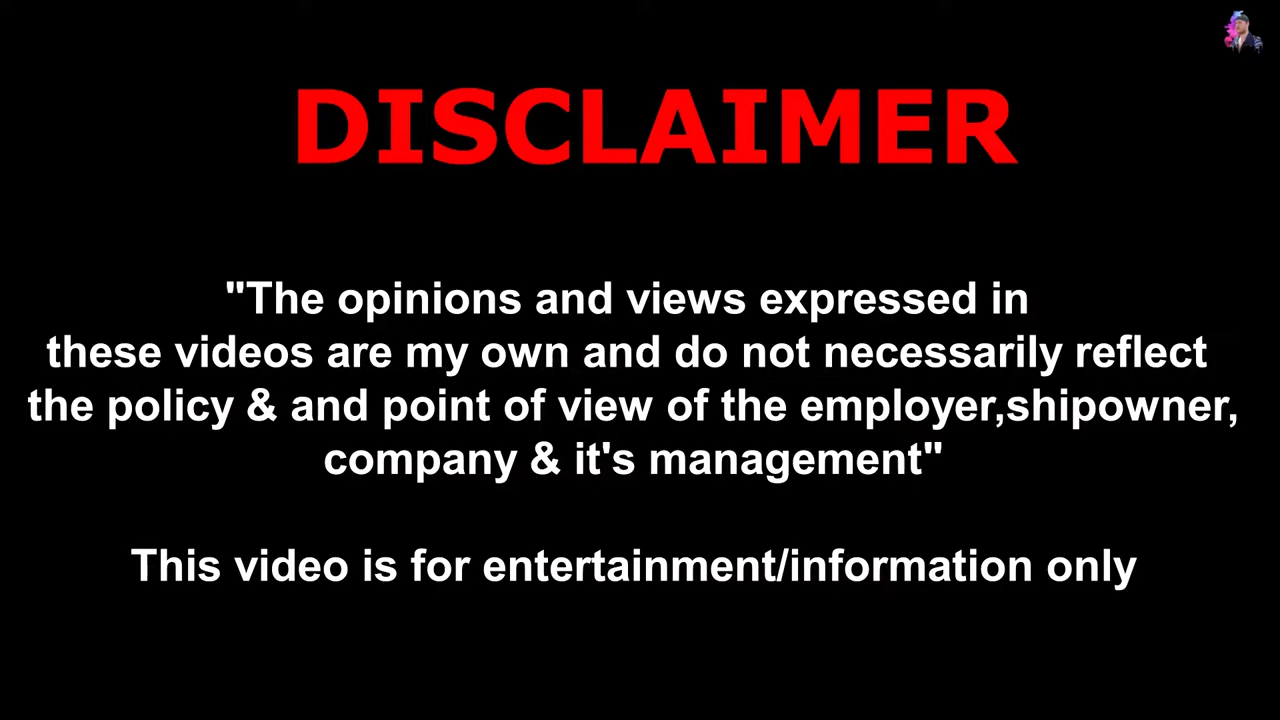 DISCLAIMER
"The opinions and views expressed in
these videos are my own and do not necessarily reflect
the policy & and point of view of the employer,shipowner,
company & it's management"
This video is for entertainment/information only